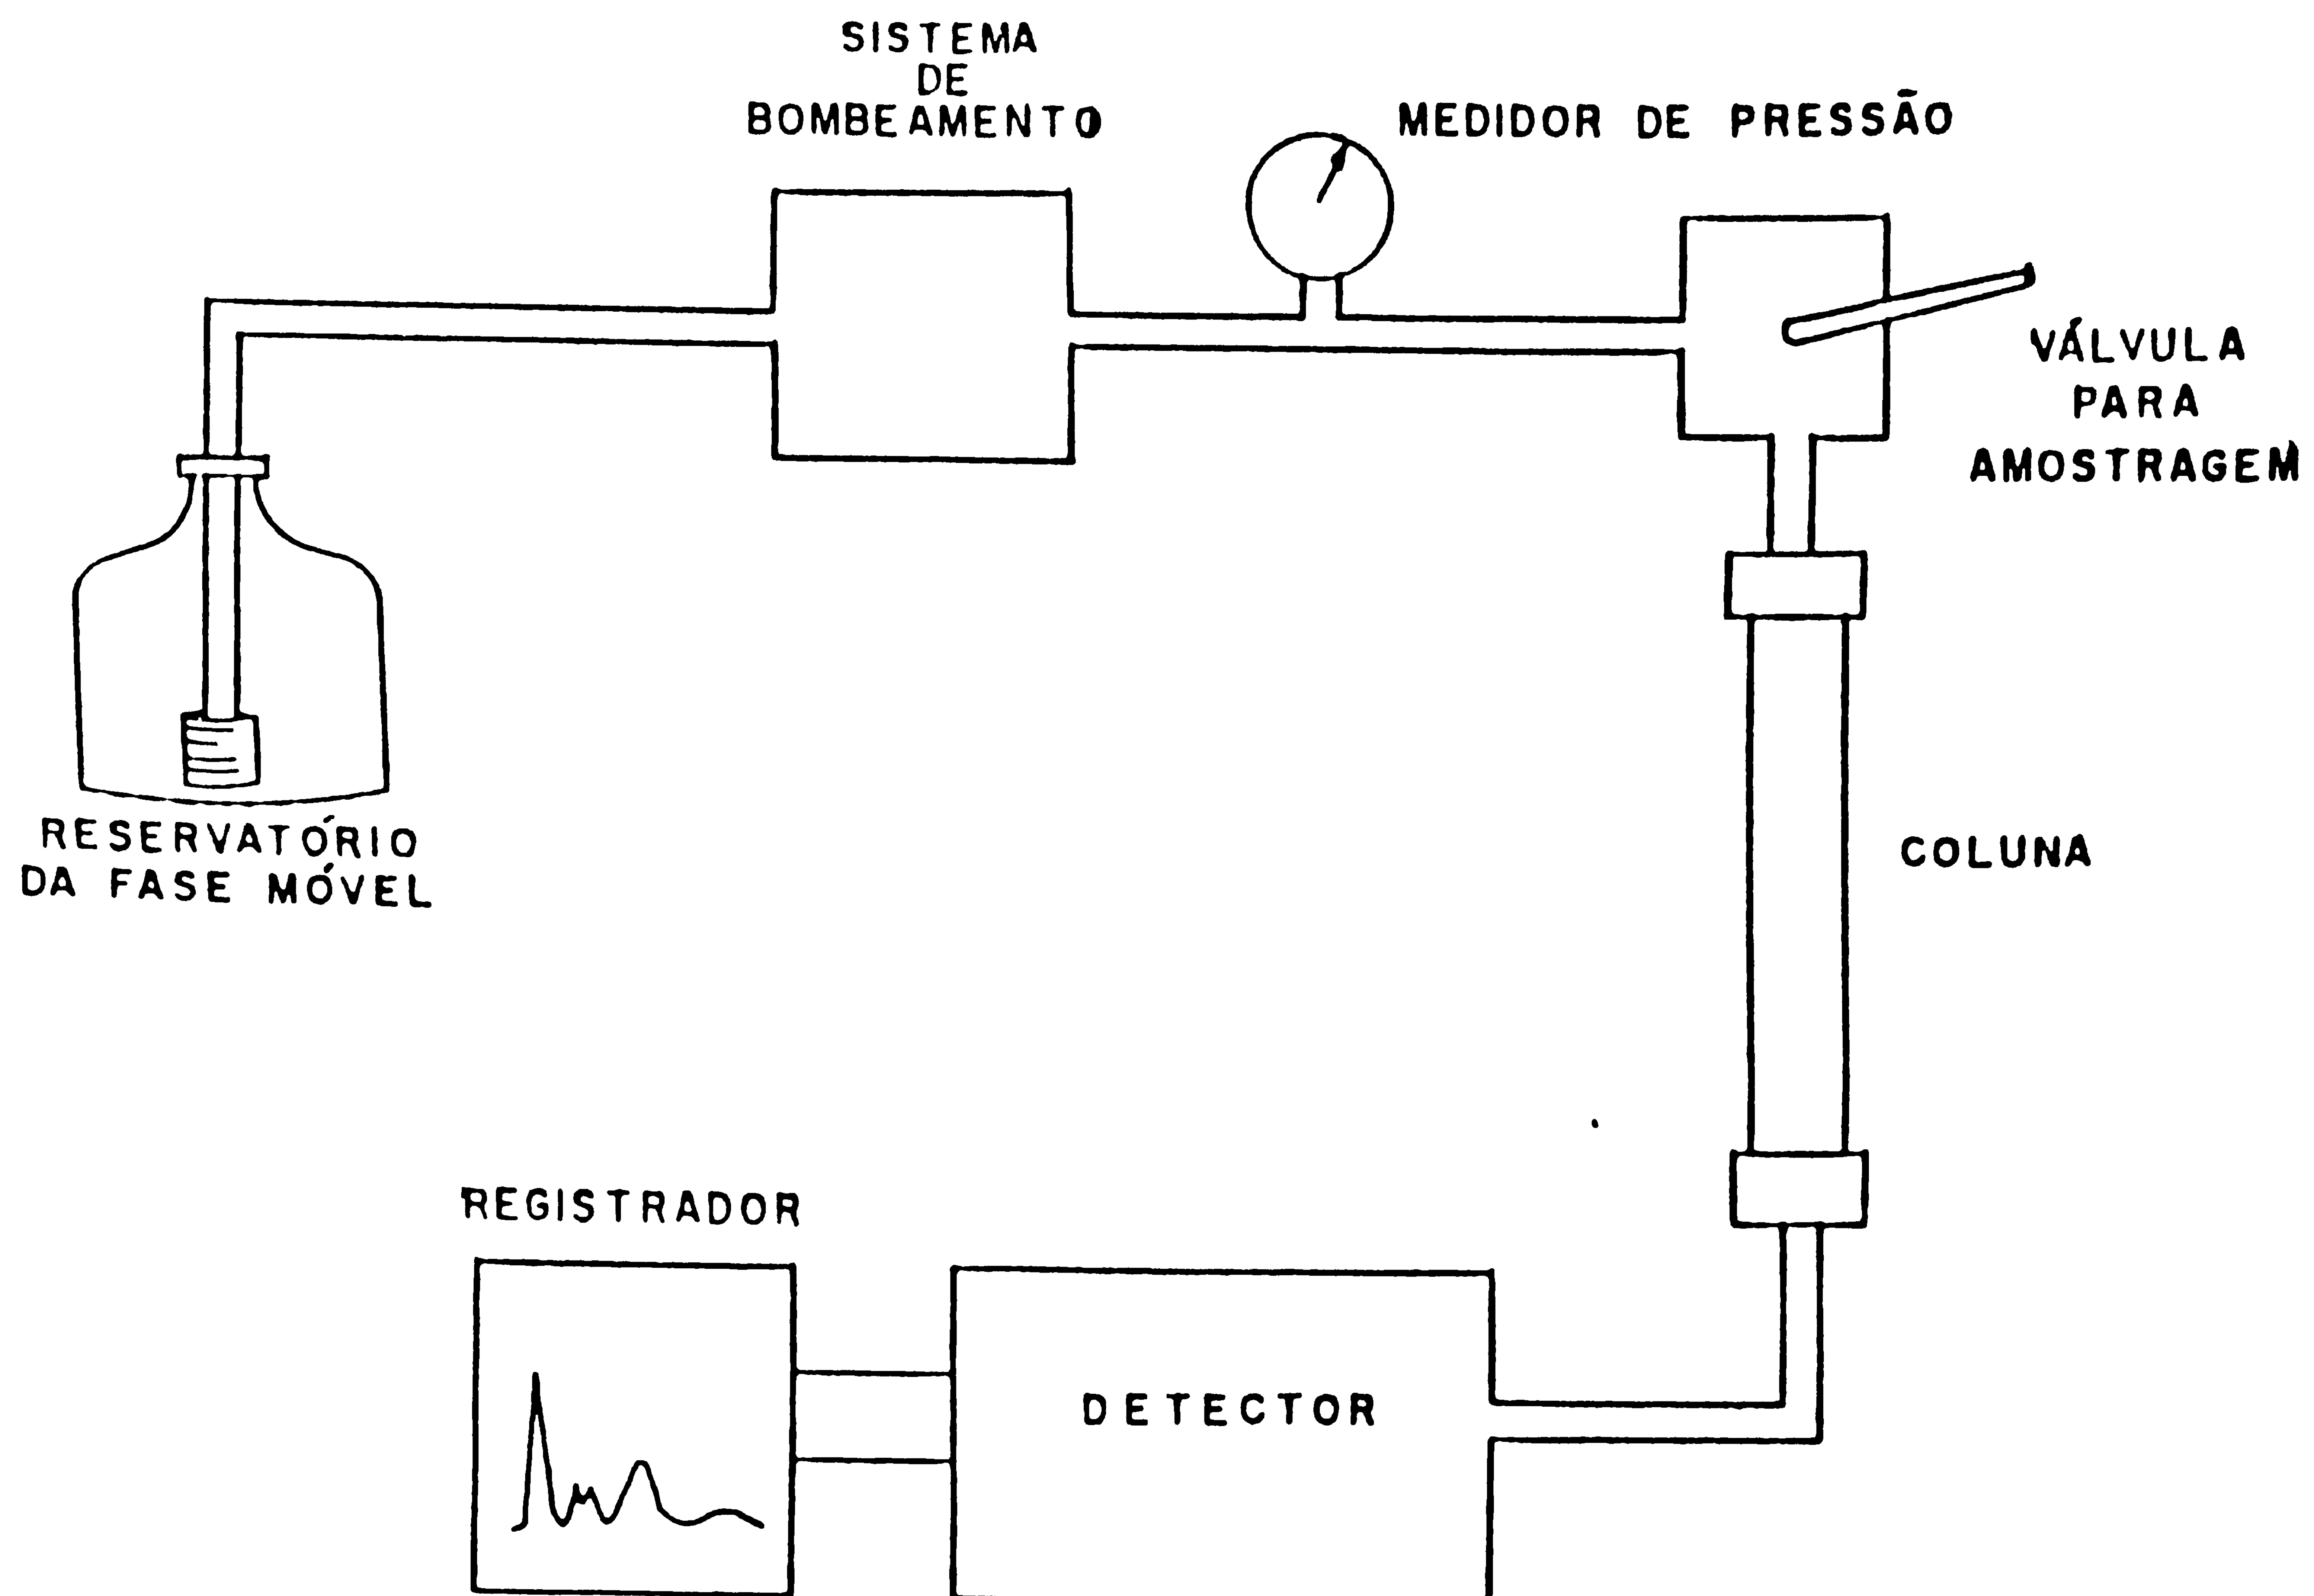 SISTEMA
DE
BOMBEAMENTO
MEDIDOR DE PRESSÃO
VÁLVULA
PARA
AMOSTRAGEM
RESERVATÓRIO
DA FASE MÓVEL
COLUNA
REGISTRADOR
DETECTOR